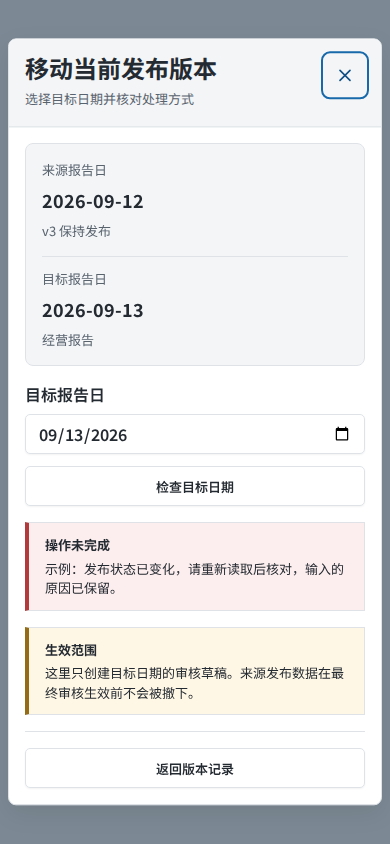 移动当前发布版本
选择目标日期并核对处理方式
来源报告日
2026-09-12
v3 保持发布
目标报告日
2026-09-13
经营报告
目标报告日
09/13/2026
检查目标日期
操作未完成
示例：发布状态已变化，请重新读取后核对，输入的
原因已保留。
生效范围
这里只创建目标日期的审核草稿。来源发布数据在最
终审核生效前不会被撤下。
返回版本记录